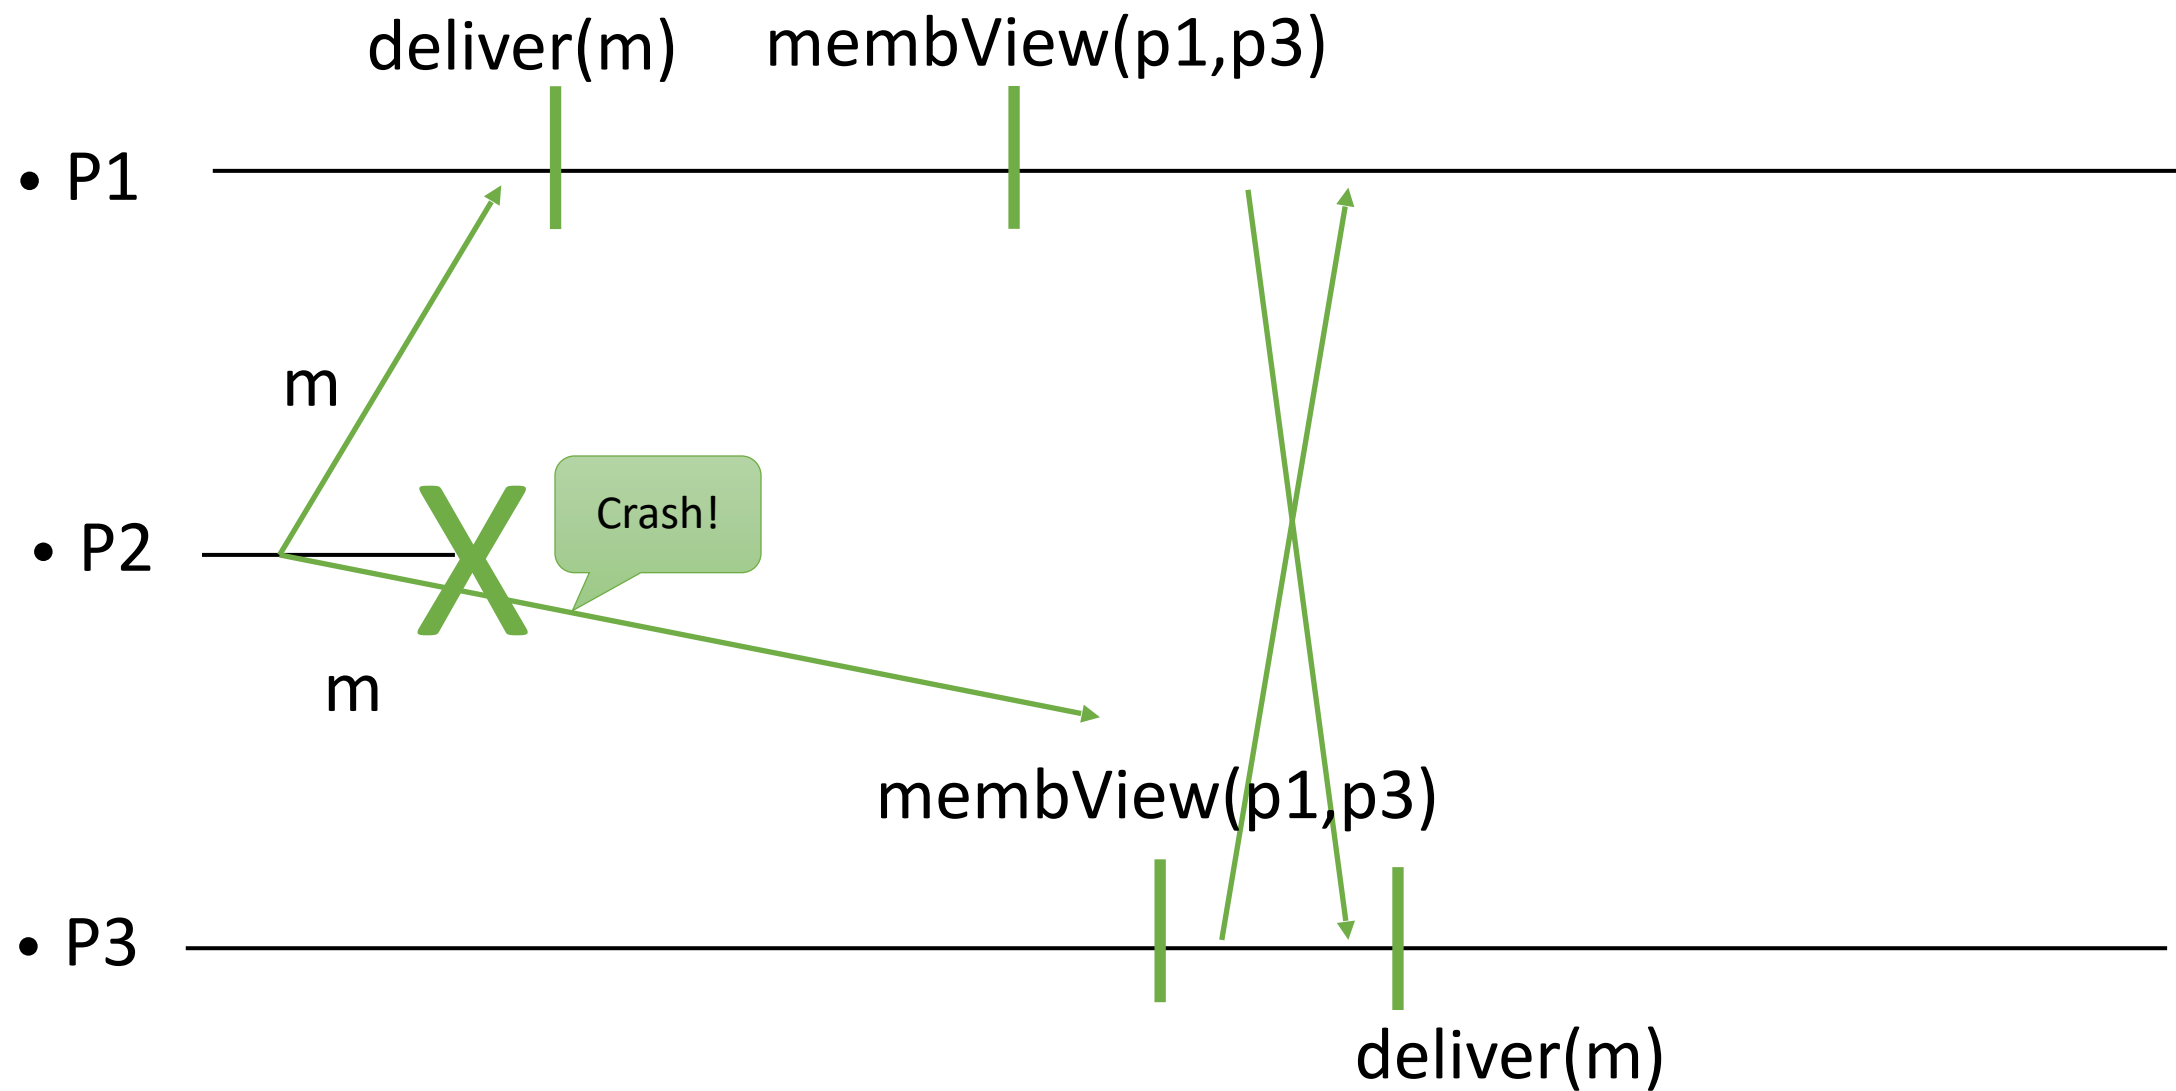 deliver(m)
membView(p1,p3)
• P1
m
Crash!
• P2
m
membView(p1,p3)
• P3
deliver(m)